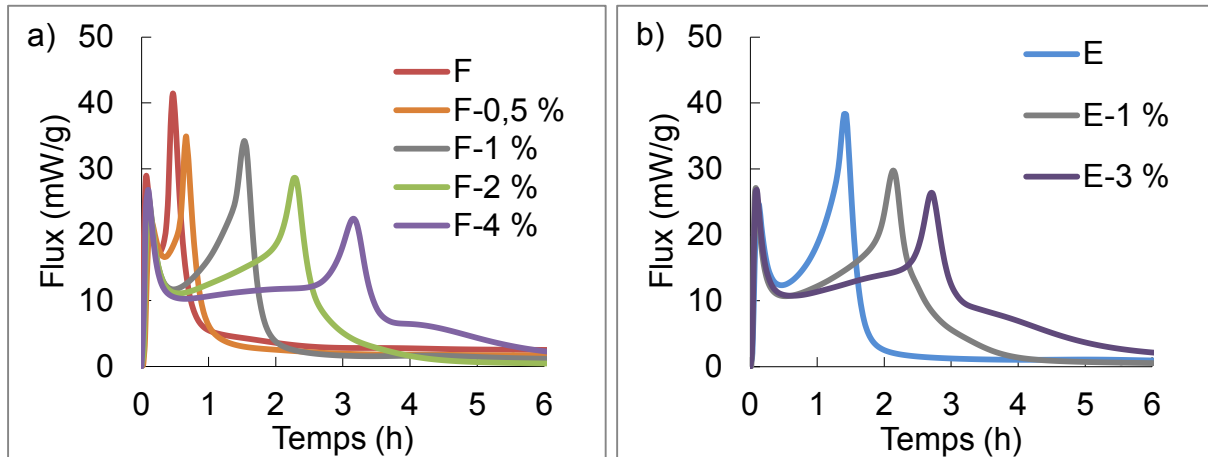 a)
Flux (mW/g)
50
40
30
20
10
0
F
F-0,5 %
F-1 %
F-2 %
F-4 %
0 1 2 3 4 5 6
Temps (h)
b)
Flux (mW/g)
50
40
30
20
10
0
E
E-1 %
E-3 %
0 1 2 3 4 5 6
Temps (h)